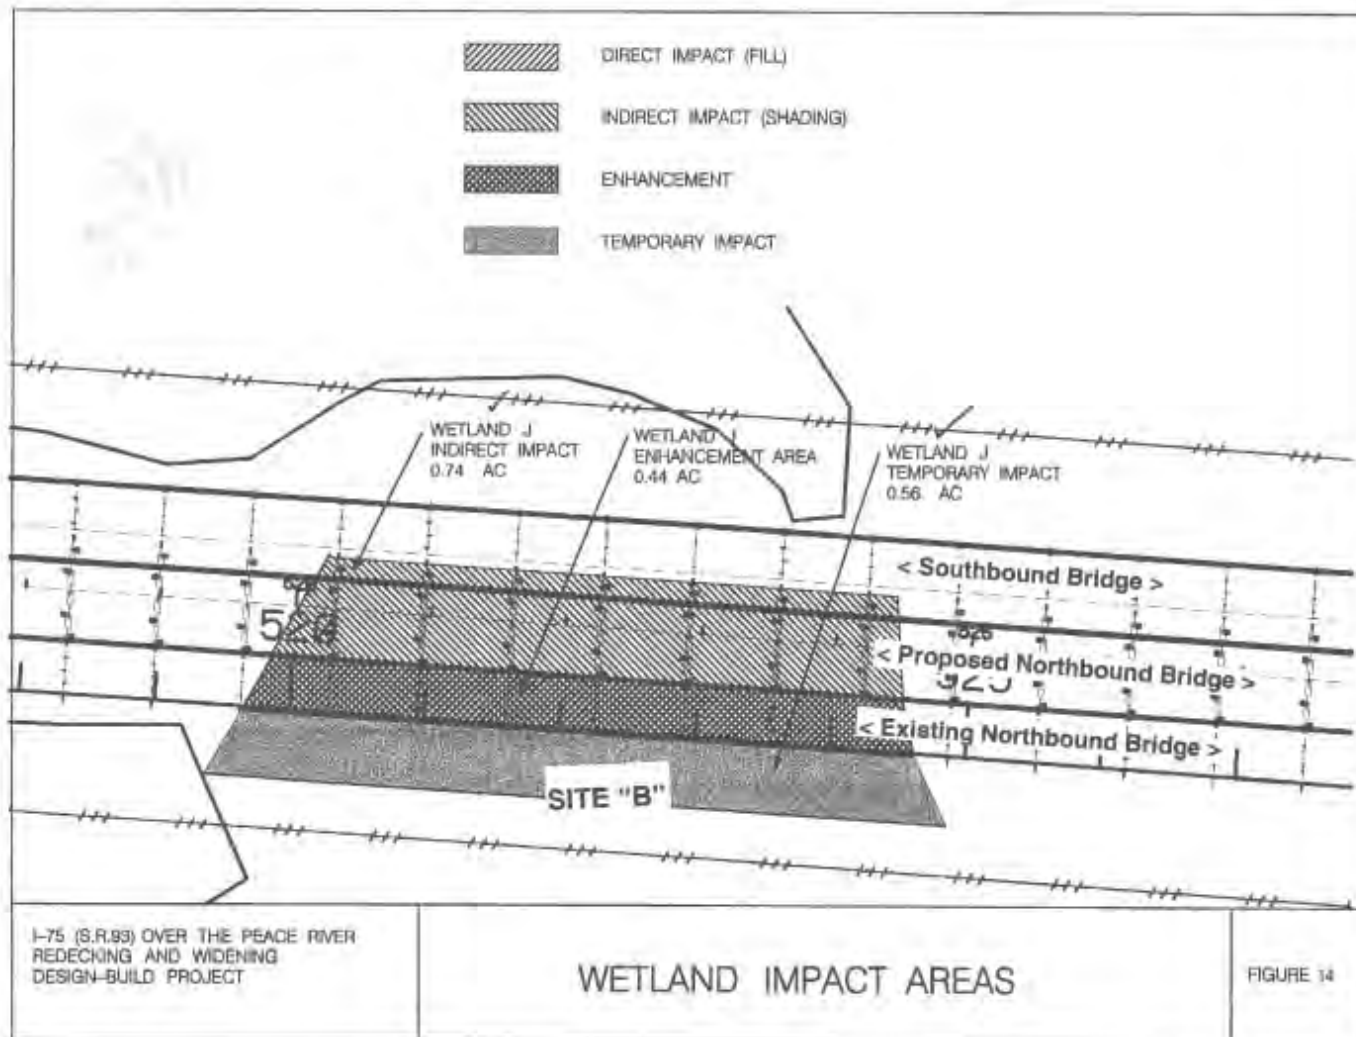 DIRECT IMPACT (FILL)
INDIRECT IMPACT (SHADING)
ENHANCEMENT
TEMPORARY IMPACT
WETLAND J
INDIRECT IMPACT
0.74 AC
WETLAND
ENHANCEMENT AREA
0.44 AC
WETLAND J
TEMPORARY IMPACT
0.56 AC
< Southbound Bridge >
< Proposed Northbound Bridge >
< Existing Northbound Bridge >
SITE "B"
I-75 (S.R.93) OVER THE PEACE RIVER
REDECKING AND WIDENING
DESIGN-BUILD PROJECT
WETLAND IMPACT AREAS
FIGURE 14